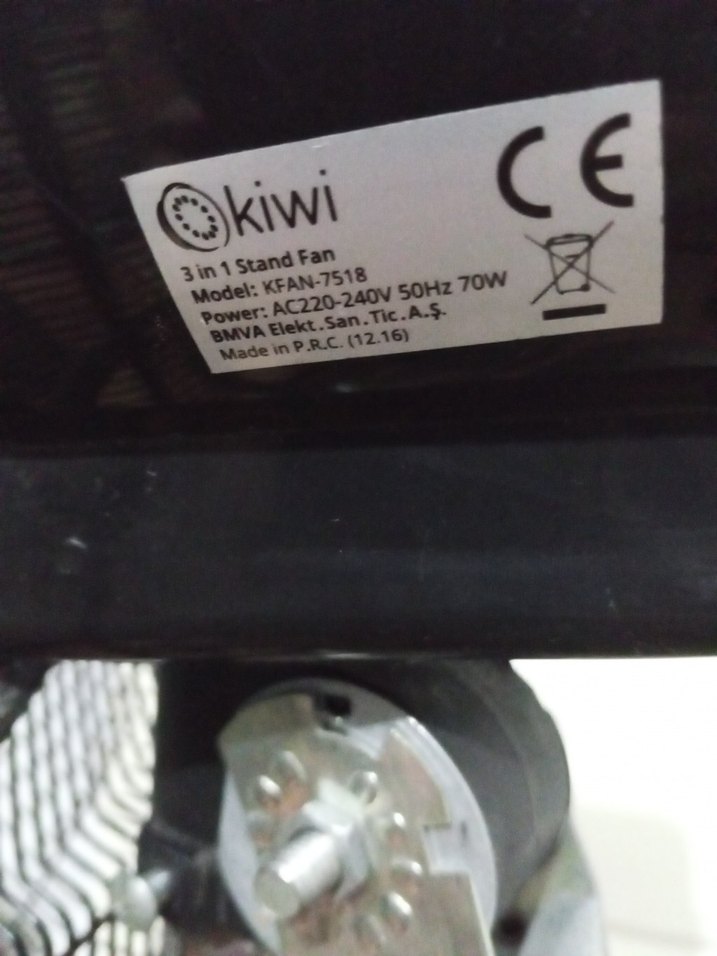 kiwi
CE
3 in 1 Stand Fan
Model: KFAN-7518
Power: AC220-240V 50Hz 70W
BMVA Elekt.San.Tic.A.Ş.
Made in P.R.C. (12.16)